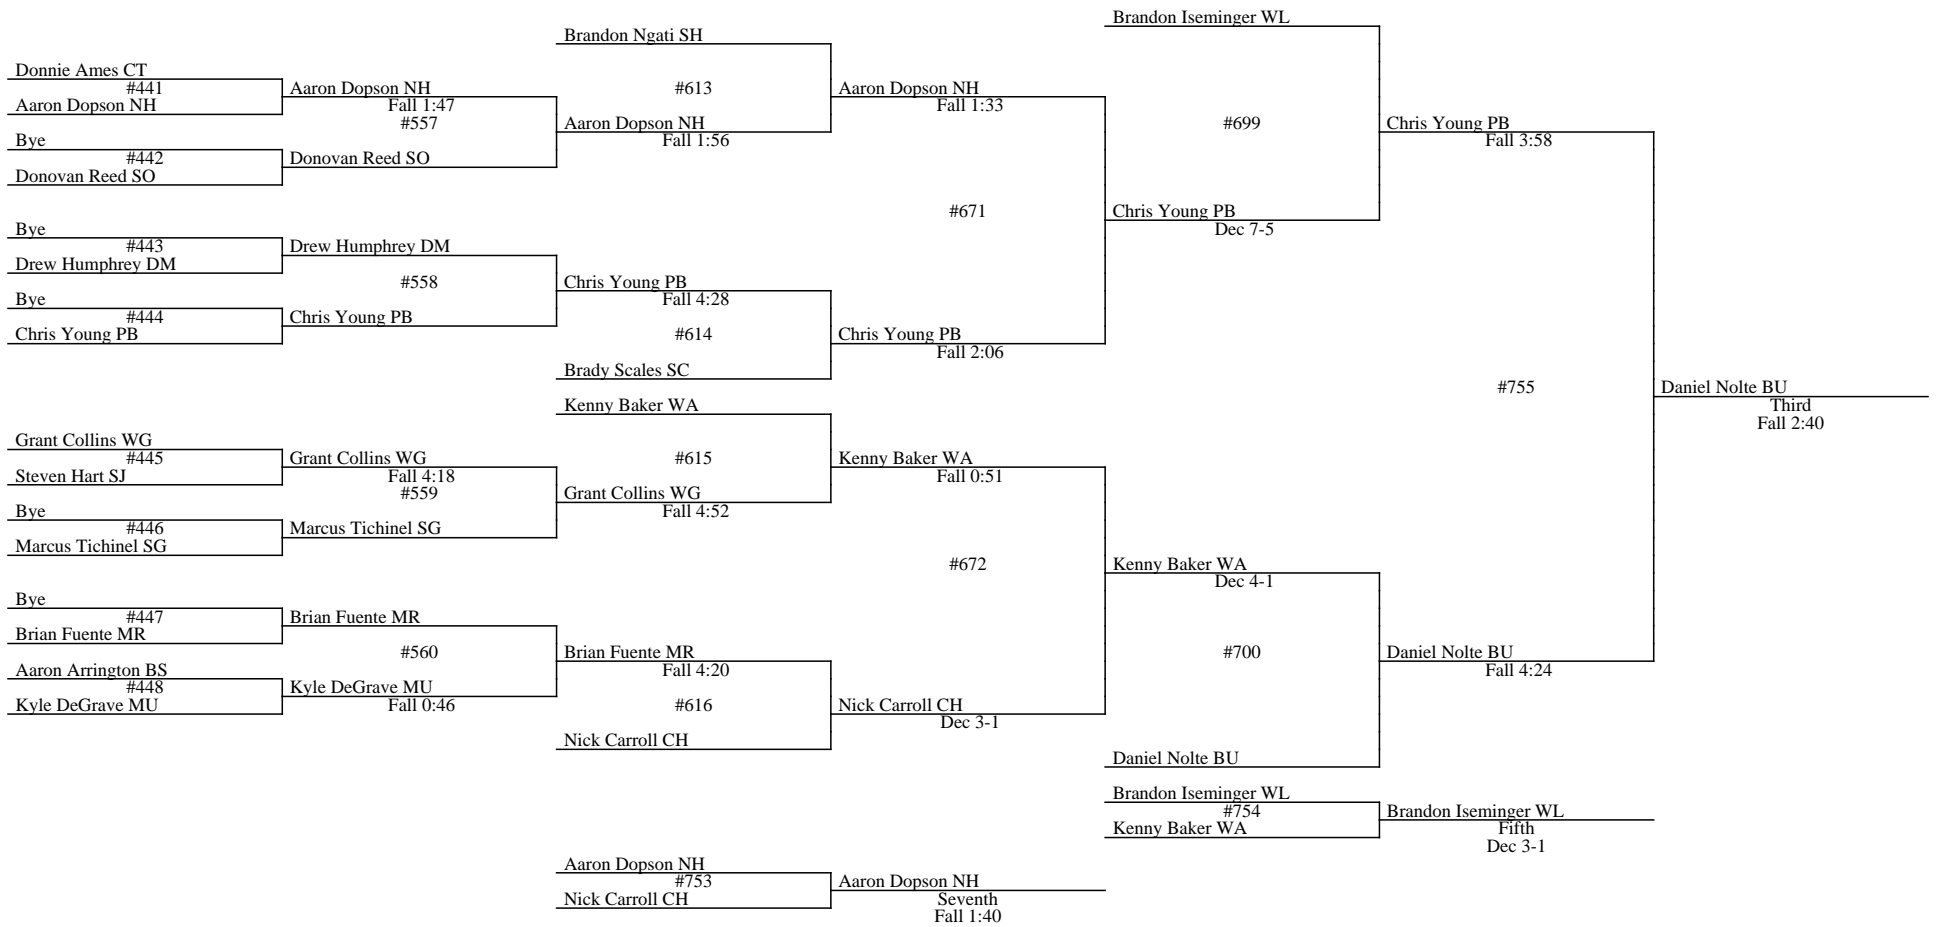 Donnie Ames CT
#441
Aaron Dopson NH
Bye
#442
Donovan Reed SO
Bye
#443
Drew Humphrey DM
Bye
#444
Chris Young PB
Grant Collins WG
#445
Steven Hart SJ
Bye
#446
Marcus Tichinel SG
Bye
#447
Brian Fuente MR
Aaron Arrington BS
#448
Kyle DeGrave MU
Aaron Dopson NH
Fall 1:47
#557
Donovan Reed SO
Drew Humphrey DM
#558
Chris Young PB
Grant Collins WG
Fall 4:18
#559
Marcus Tichinel SG
Brian Fuente MR
#560
Kyle DeGrave MU
Fall 0:46
Brandon Ngati SH
#613
Aaron Dopson NH
Fall 1:56
Chris Young PB
Fall 4:28
#614
Brady Scales SC
Kenny Baker WA
#615
Grant Collins WG
Fall 4:52
Brian Fuente MR
Fall 4:20
#616
Nick Carroll CH
Aaron Dopson NH
Fall 1:33
#671
Chris Young PB
Fall 2:06
Kenny Baker WA
Fall 0:51
#672
Nick Carroll CH
Dec 3-1
Brandon Iseminger WL
#699
Chris Young PB
Dec 7-5
Kenny Baker WA
Dec 4-1
#700
Daniel Nolte BU
Chris Young PB
Fall 3:58
#755
Daniel Nolte BU
Fall 4:24
Daniel Nolte BU
Third
Fall 2:40
Brandon Iseminger WL
#754
Kenny Baker WA
Brandon Iseminger WL
Fifth
Dec 3-1
Aaron Dopson NH
#753
Nick Carroll CH
Aaron Dopson NH
Seventh
Fall 1:40